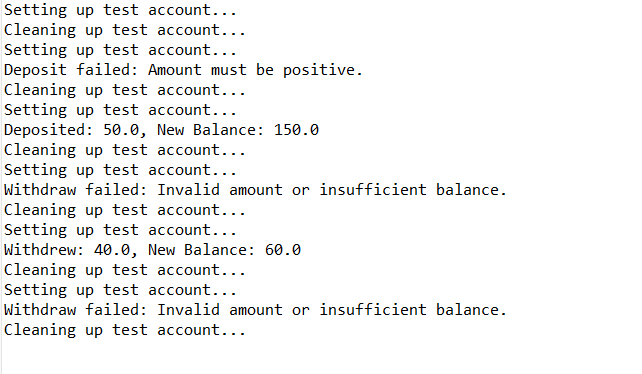 Setting up test account...
Cleaning up test account...
Setting up test account...
Deposit failed: Amount must be positive.
Cleaning up test account...
Setting up test account...
Deposited: 50.0, New Balance: 150.0
Cleaning up test account...
Setting up test account...
Withdraw failed: Invalid amount or insufficient balance.
Cleaning up test account...
Setting up test account...
Withdrew: 40.0, New Balance: 60.0
Cleaning up test account...
Setting up test account...
Withdraw failed: Invalid amount or insufficient balance.
Cleaning up test account...